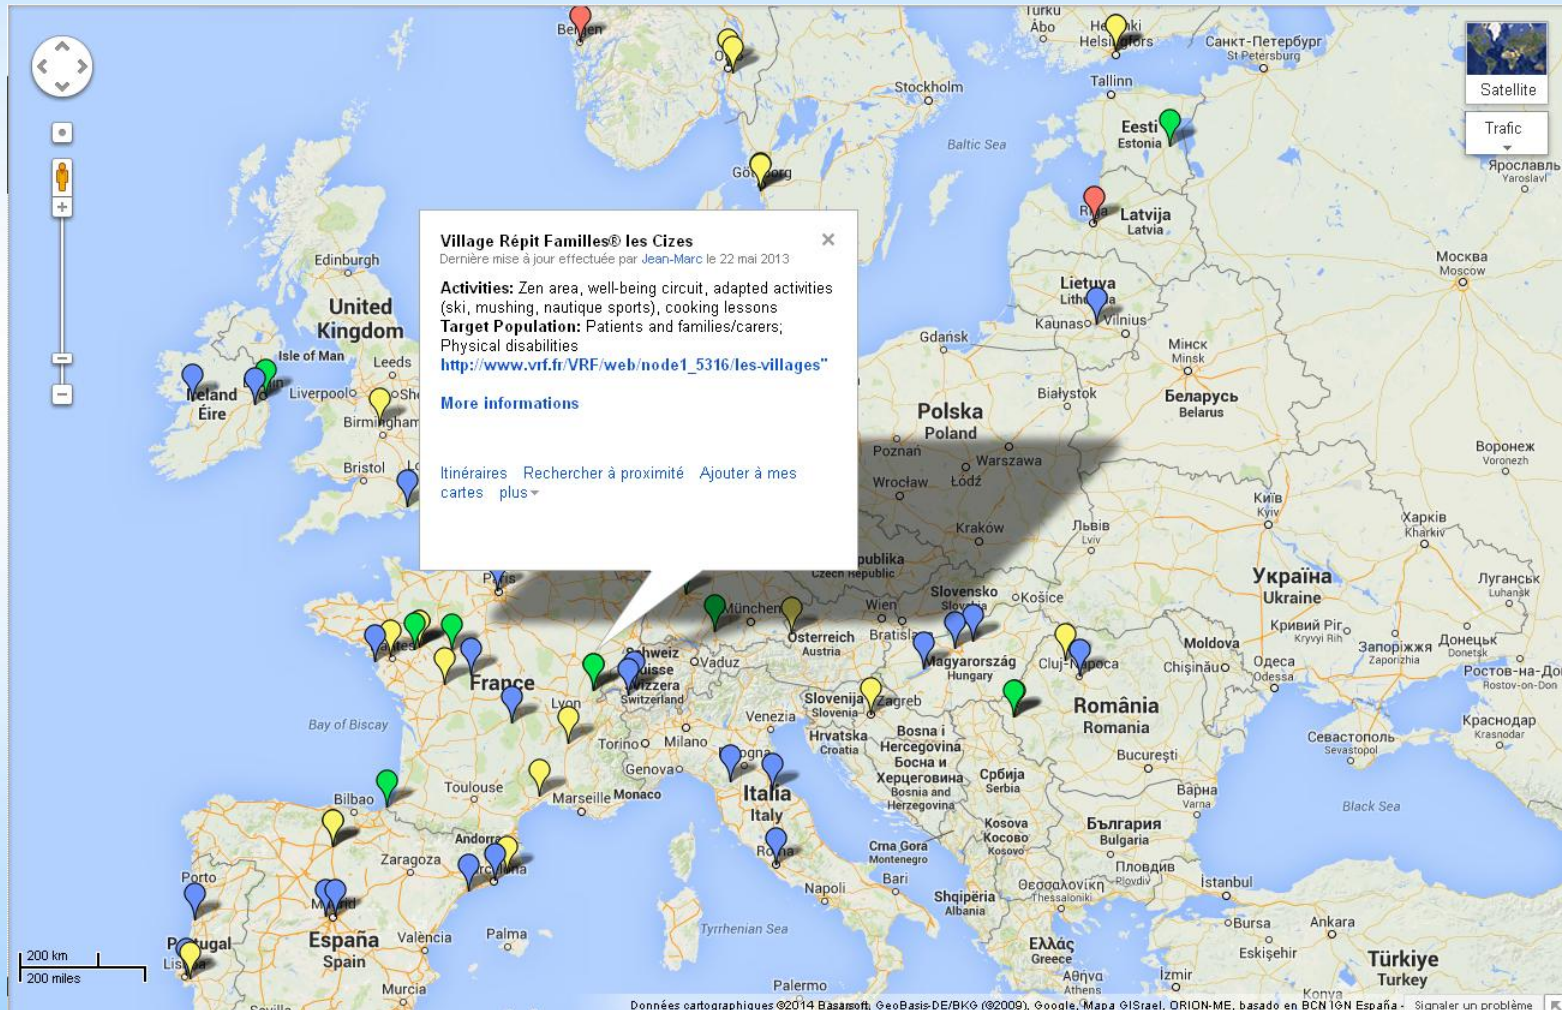 Village Répit Familles® les Cizes
Dernière mise à jour effectuée par Jean-Marc le 22 mai 2013
Activities: Zen area, well-being circuit, adapted activities
(ski, mushing, nautique sports), cooking lessons
Target Population: Patients and families/carers;
Physical disabilities
http://www.vrf.fr/VRF/web/node1_5316/les-villages"
More informations
Itinéraires Rechercher à proximité Ajouter à mes
cartes plus
Satellite
Trafic
Turku
Åbo
Helsingfors
Санкт-Петербург
St Petersburg
Stockholm
Tallinn
Eesti
Estonia
Baltic Sea
Ярославль
Yaroslavl
Latvija
Latvia
Москва
Moscow
Edinburgh
United
Kingdom
Lietuva
Kaunas
Vilnius
Gdańsk
Мінск
Minsk
Isle of Man
Leeds
Liverpool
Ireland
Éire
Birmingham
Białystok
Беларусь
Belarus
Polska
Poland
Poznań
Warszawa
Воронеж
Voronezh
Bristol
Wrocław
Łódź
Київ
Kyiv
Харків
Kharkiv
Kraków
Львів
Lviv
Paris
Czech Republic
Україна
Ukraine
Луганськ
Luhansk
Slovensko
Košice
München
Wien
Österreich
Austria
Кривий Ріг
Kryvyi Rih
Запоріжжя
Zaporizhia
Донецьк
Donetsk
Moldova
Chişinău
Одеса
Odessa
Ростов-на-До
Rostov-on-Don
France
Switzerland
Vaduz
Magyarország
Hungary
Cluj-Napoca
Lyon
Slovenija
Slovenia
Zagreb
România
Romania
Краснодар
Krasnodar
Bay of Biscay
Torino
Milano
Venezia
Hrvatska
Croatia
Bosna i
Hercegovina
Босна и
Херцеговина
Bosnia and
Herzegovina
Севастополь
Sevastopol
Bucureşti
Genova
Србија
Serbia
Toulouse
Marseille
Monaco
Italia
Italy
Варна
Varna
Black Sea
Bilbao
Andorra
Kosova
Косово
Kosovo
България
Bulgaria
Zaragoza
Crna Gora
Montenegro
Пловдив
Plovdiv
Porto
Roma
Bari
Napoli
Θεσσαλονίκη
Thessaloniki
İstanbul
Shqipëria
Albania
Madrid
Portugal
España
Spain
València
Palma
Tyrrhenian Sea
Bursa
Ankara
Eskişehir
Ελλάς
Greece
Türkiye
Turkey
Αθήνα
Athens
İzmir
Konya
Murcia
Palermo
200 km
200 miles
Données cartographiques ©2014 Basarsoft, GeoBasis-DE/BKG (©2009), Google, Mapa GISrael, ORION-ME, basado en BCN IGN España - Signaler un problème